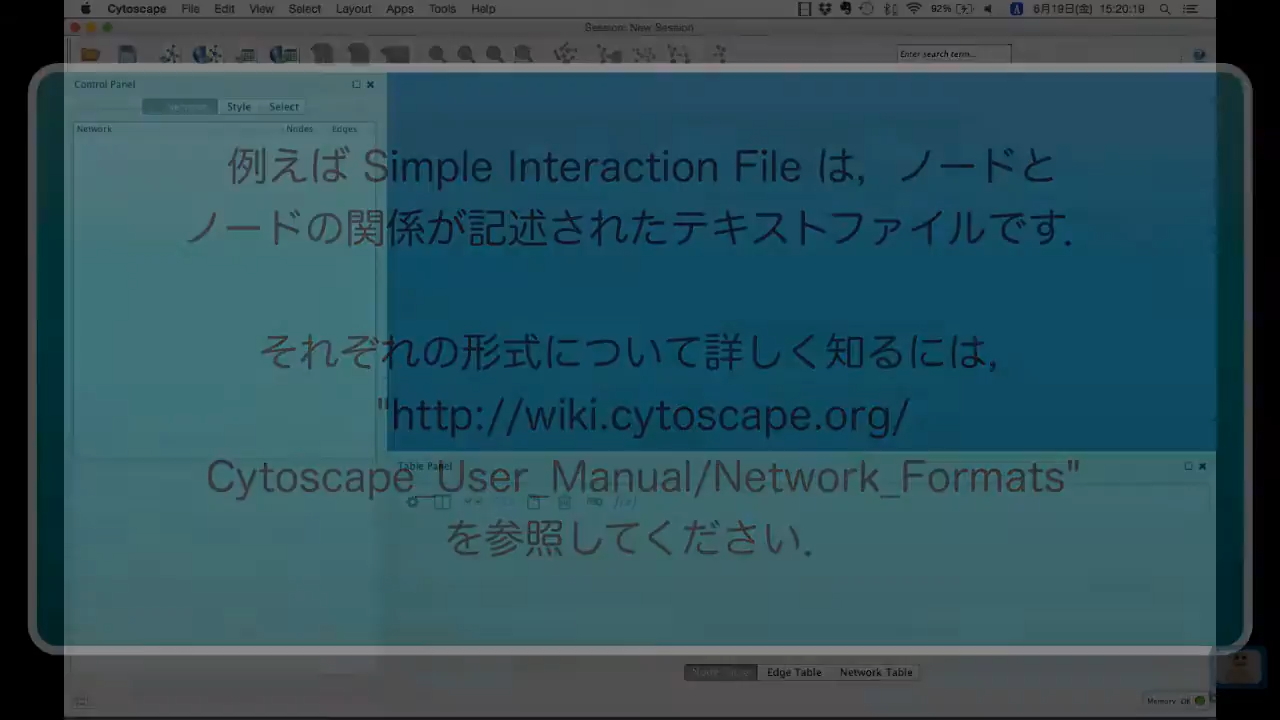 Cytoscape File Edit View Select Layout Apps Tools Help
92% 6月19日(金) 15:20:19
Session: New Session
Enter search term...
Control Panel
Network Style Select
Network Nodes Edges
例えば Simple Interaction File は，ノードと
ノードの関係が記述されたテキストファイルです．
それぞれの形式について詳しく知るには，
"http://wiki.cytoscape.org/
Cytoscape_User_Manual/Network_Formats"
を参照してください．
Table Panel
f(x)
Node Table Edge Table Network Table
Memory: OK